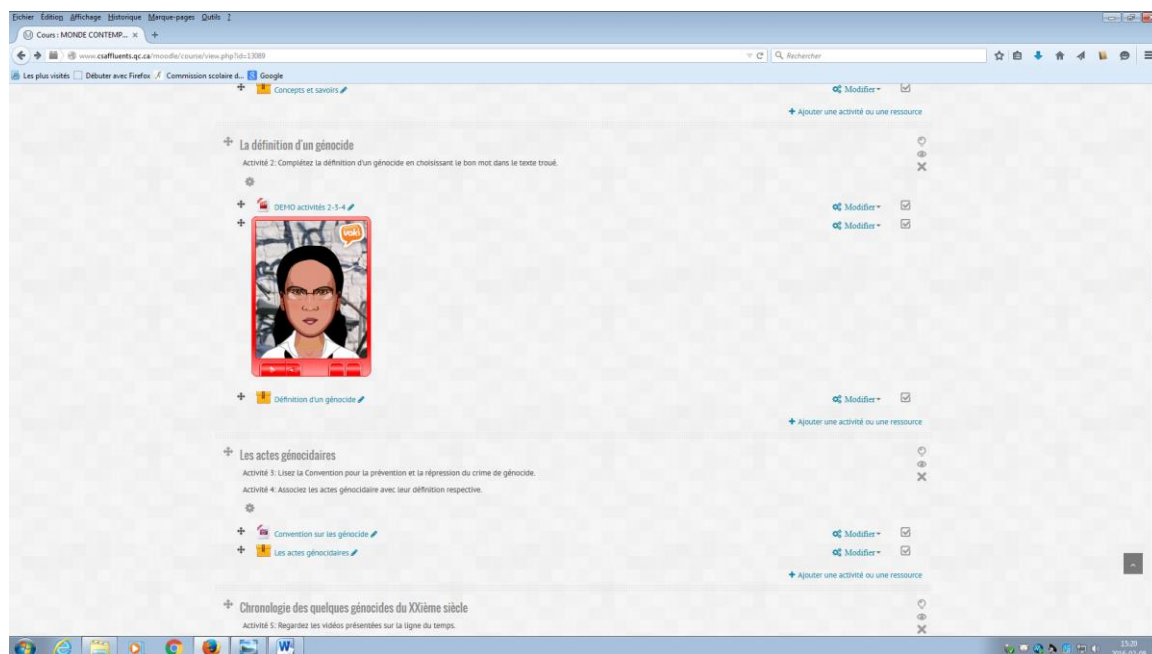 Fichier Édition Affichage Historique Marque-pages Outils ?
Cours : MONDE CONTEMP... × +
www.csaffluents.qc.ca/moodle/course/view.php?id=13089 Rechercher
Les plus visités Débuter avec Firefox Commission scolaire d... Google
Concepts et savoirs Modifier
+ Ajouter une activité ou une ressource
La définition d'un génocide
Activité 2: Complétez la définition d'un génocide en choisissant le bon mot dans le texte troué.
DEMO activités 2-3-4 Modifier
Modifier
voki
Définition d'un génocide Modifier
+ Ajouter une activité ou une ressource
Les actes génocidaires
Activité 3: Lisez la Convention pour la prévention et la répression du crime de génocide.
Activité 4: Associez les actes génocidaire avec leur définition respective.
Convention sur les génocide Modifier
Les actes génocidaires Modifier
+ Ajouter une activité ou une ressource
Chronologie des quelques génocides du XXième siècle
Activité 5: Regardez les vidéos présentées sur la ligne du temps.
15:20